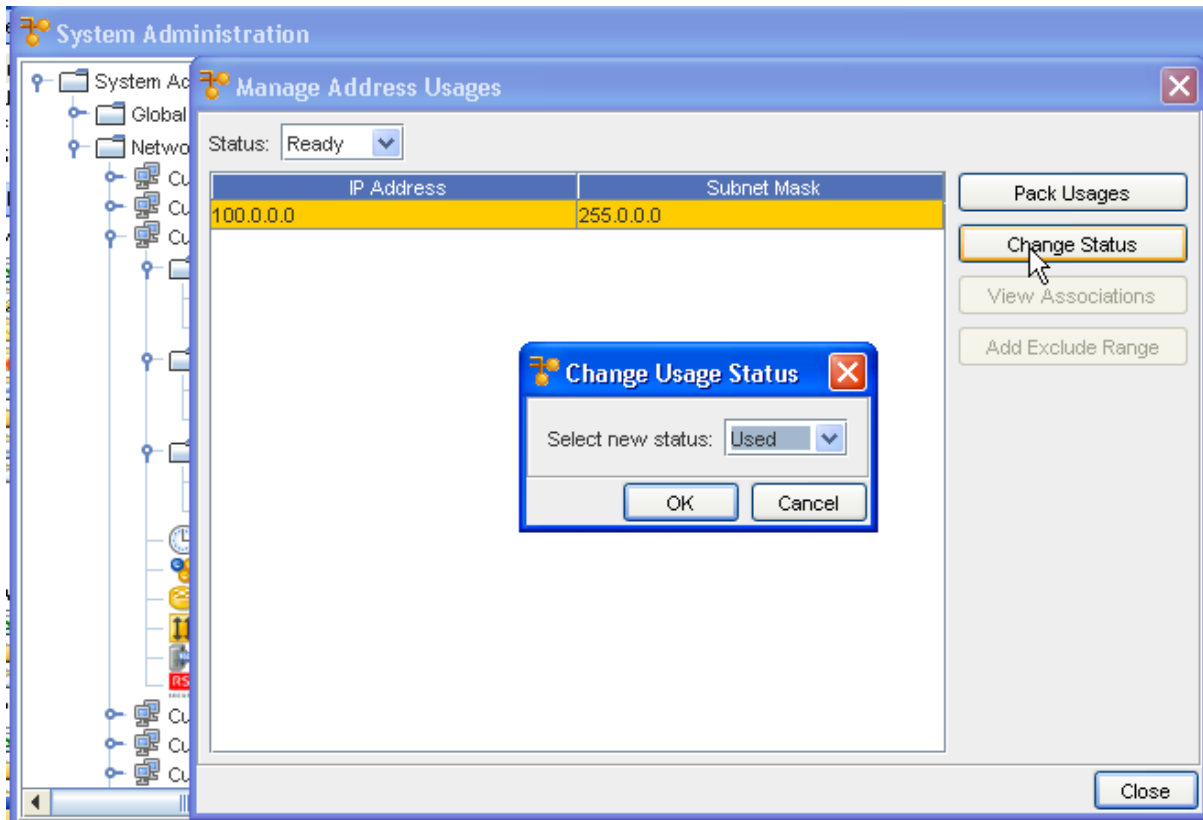 System Administration
System Ac
Manage Address Usages
Global
Netwo
Status: Ready
Cu
Cu
Cu
IP Address Subnet Mask
100.0.0.0 255.0.0.0
Pack Usages
Change Status
View Associations
Add Exclude Range
Change Usage Status
Select new status: Used
OK Cancel
RS
Cu
Cu
Cu
Close